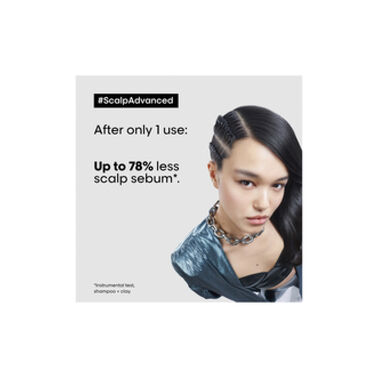 #ScalpAdvanced
After only 1 use:
Up to 78% less
scalp sebum*.
*Instrumental test,
shampoo + clay